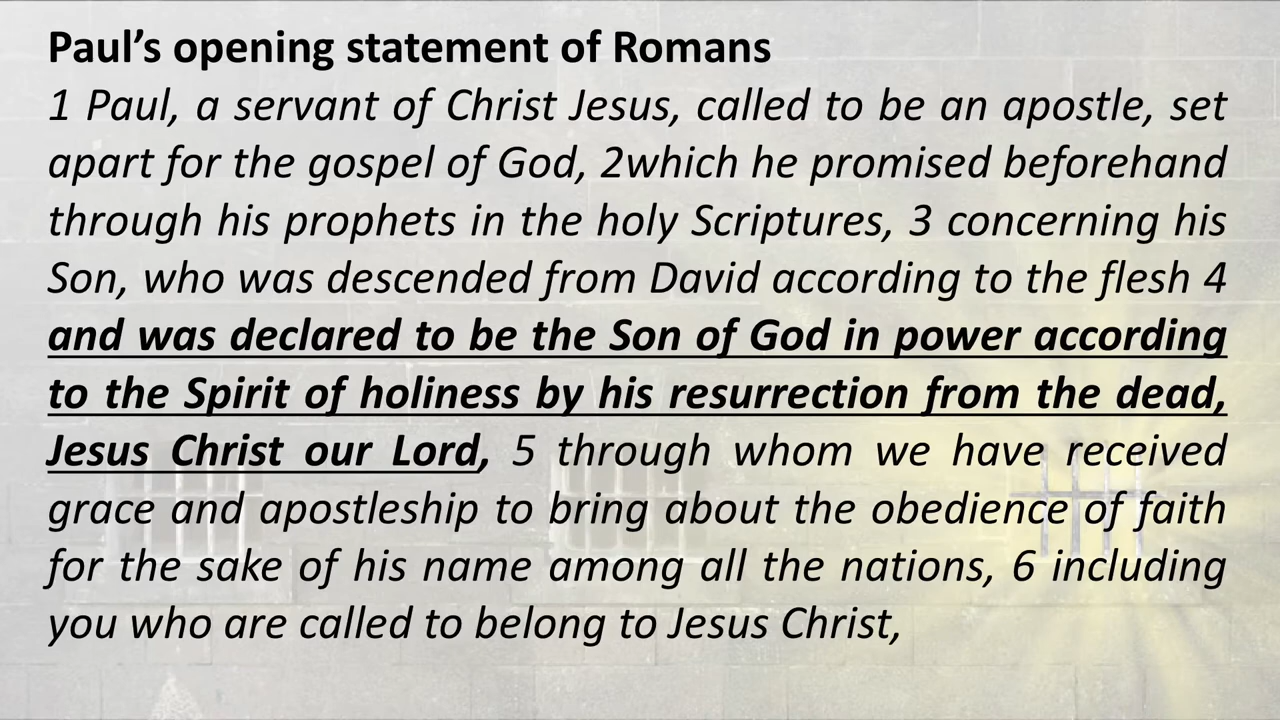 Paul’s opening statement of Romans
1 Paul, a servant of Christ Jesus, called to be an apostle, set
apart for the gospel of God, 2which he promised beforehand
through his prophets in the holy Scriptures, 3 concerning his
Son, who was descended from David according to the flesh 4
and was declared to be the Son of God in power according
to the Spirit of holiness by his resurrection from the dead,
Jesus Christ our Lord, 5 through whom we have received
grace and apostleship to bring about the obedience of faith
for the sake of his name among all the nations, 6 including
you who are called to belong to Jesus Christ,